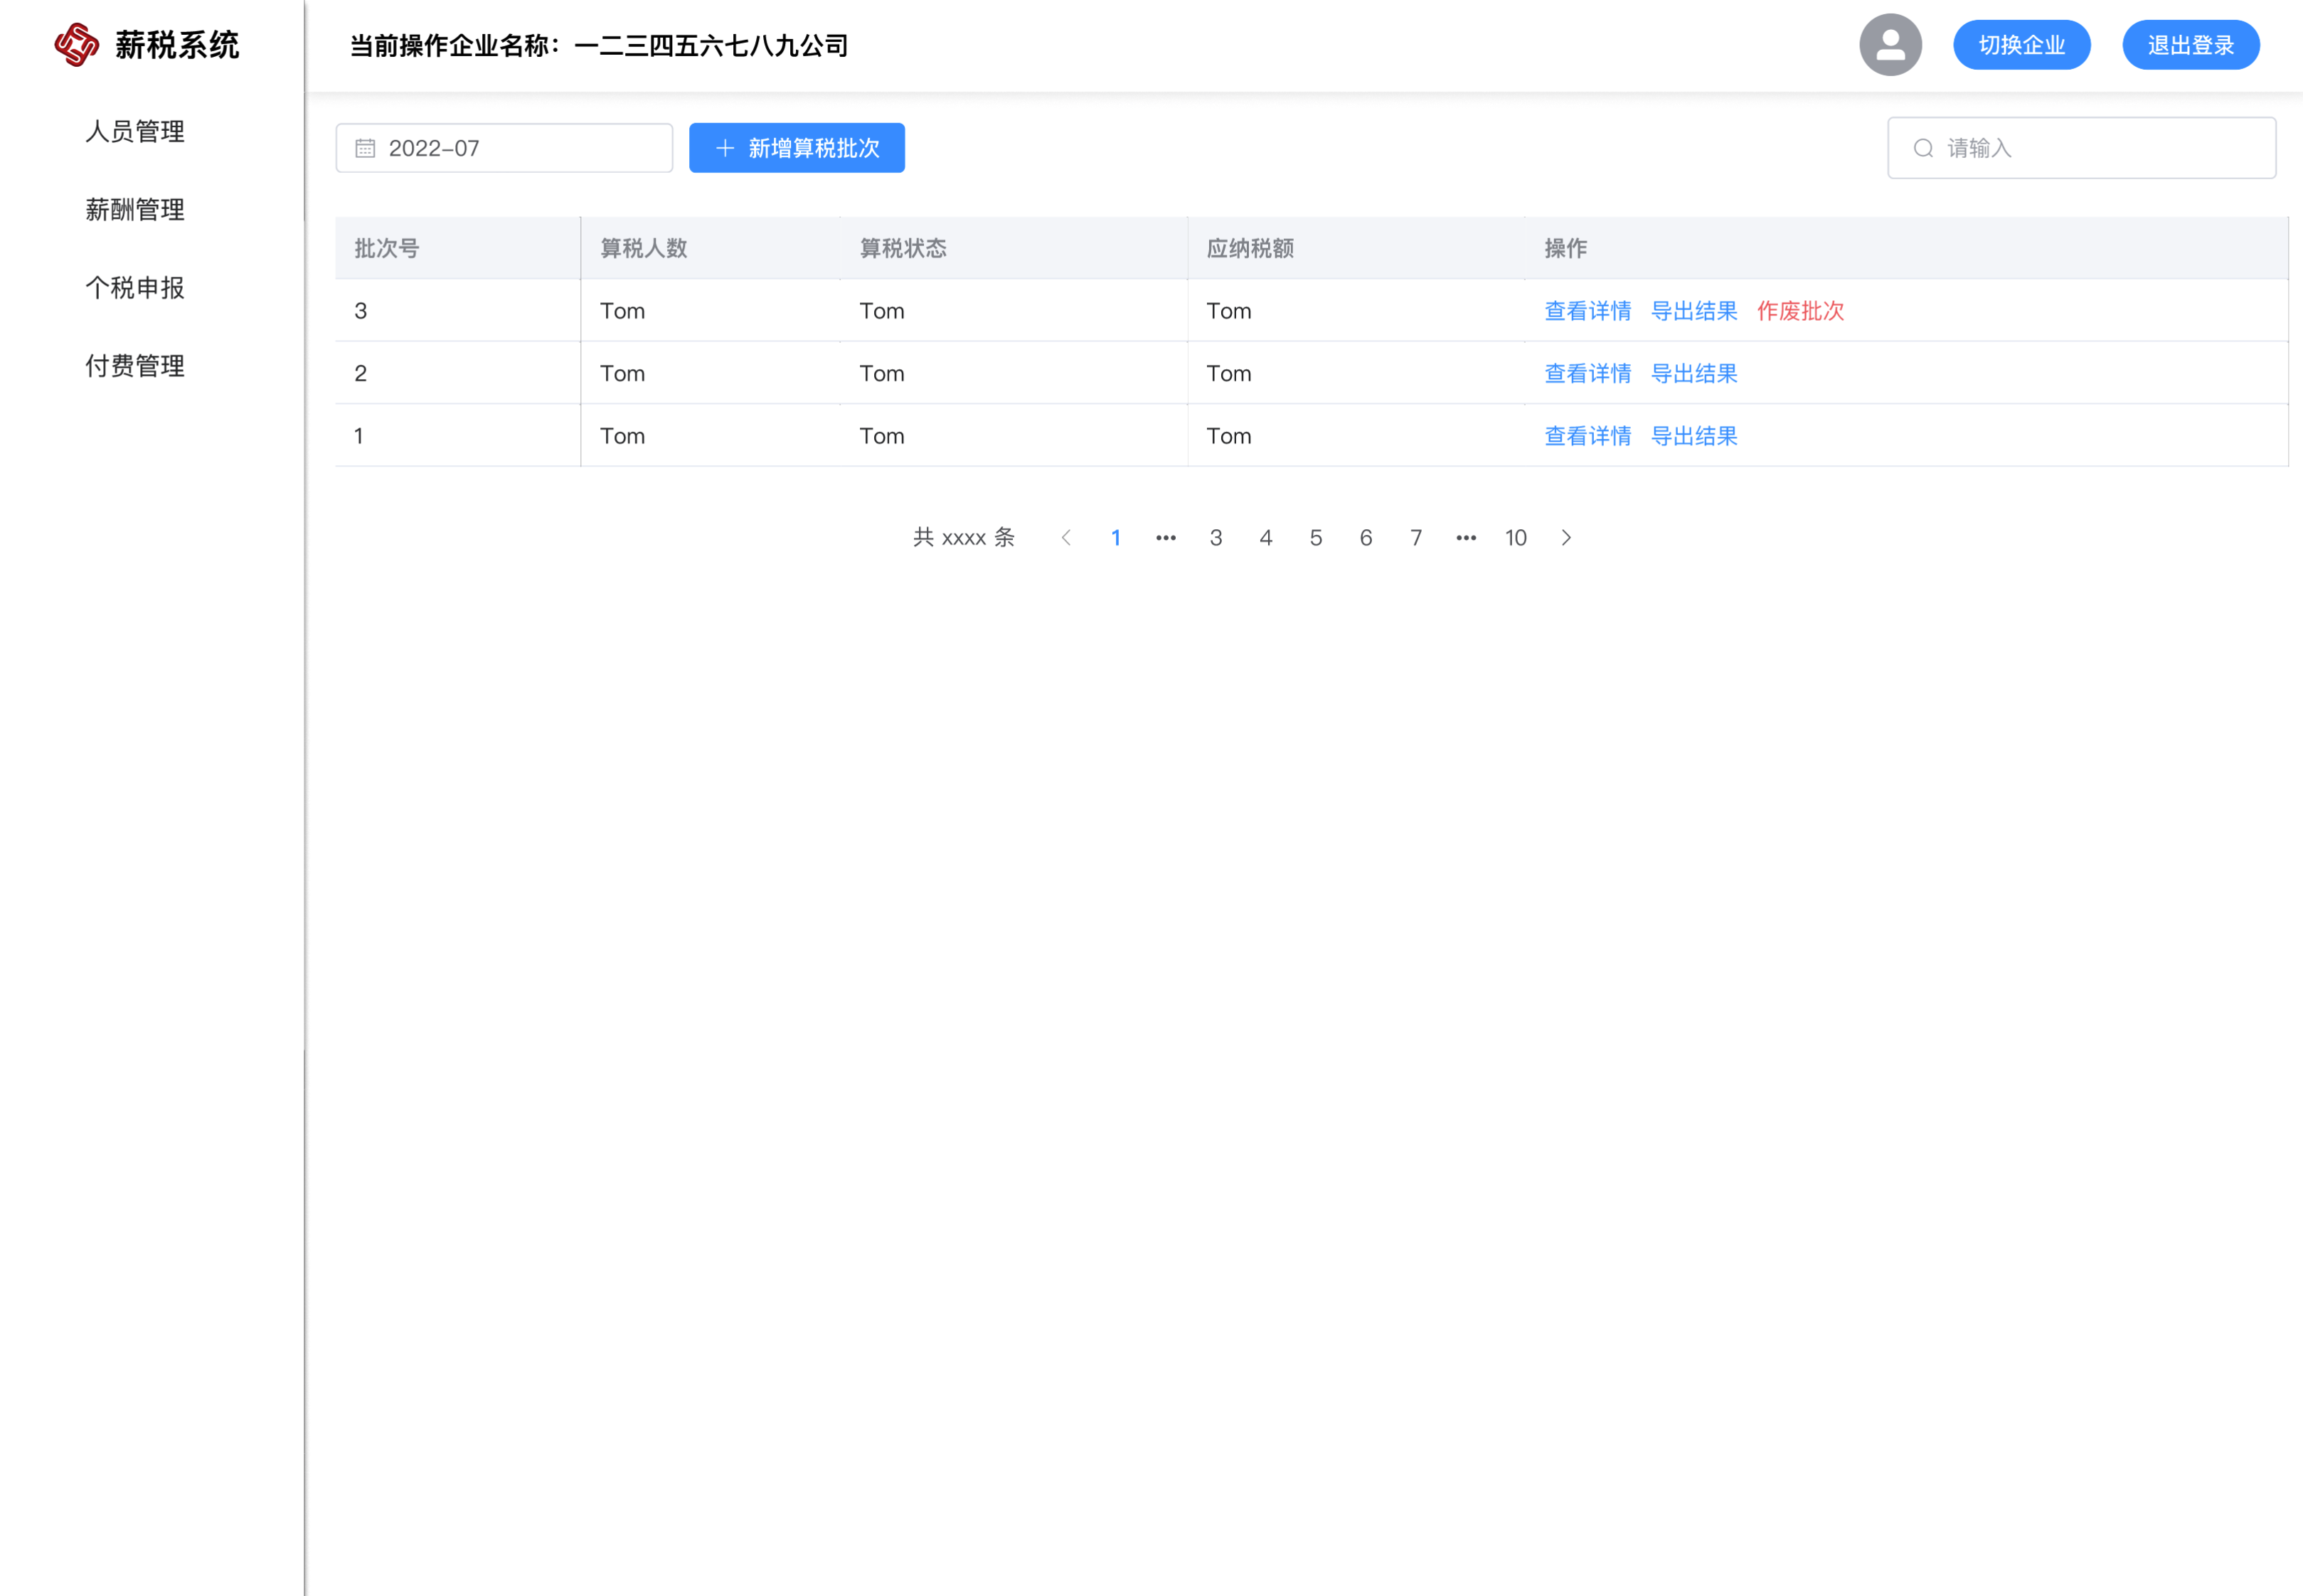 薪税系统
当前操作企业名称：一二三四五六七八九公司
切换企业
退出登录
人员管理
薪酬管理
个税申报
付费管理
2022-07
新增算税批次
请输入
批次号 算税人数 算税状态 应纳税额 操作
3 Tom Tom Tom 查看详情 导出结果 作废批次
2 Tom Tom Tom 查看详情 导出结果
1 Tom Tom Tom 查看详情 导出结果
共 xxxx 条 1 ••• 3 4 5 6 7 ••• 10